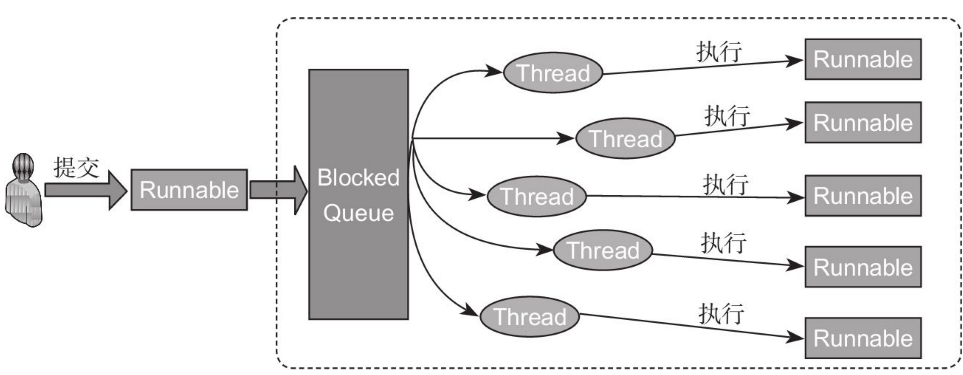 提交
Runnable
Blocked
Queue
Thread
执行
Runnable
Thread
执行
Runnable
Thread
执行
Runnable
Thread
执行
Runnable
Thread
执行
Runnable